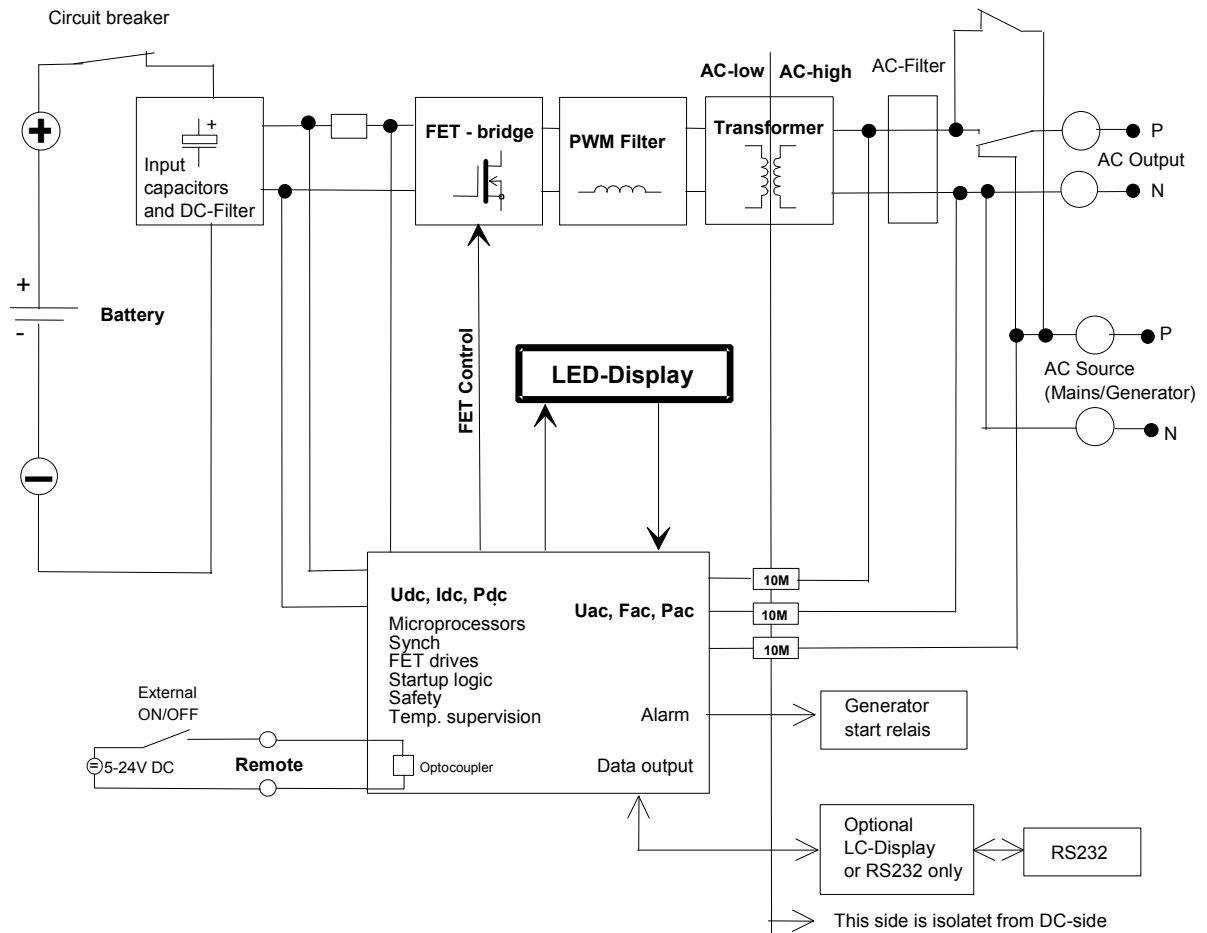 Circuit breaker
AC-low
AC-high
AC-Filter
+
Input
capacitors
and DC-Filter
FET - bridge
PWM Filter
Transformer
P
AC Output
N
+
+
-
Battery
FET Control
LED-Display
P
AC Source
(Mains/Generator)
N
−
Udc, Idc, Pdc
Microprocessors
Synch
FET drives
Startup logic
Safety
Temp. supervision
Uac, Fac, Pac
10M
10M
10M
External
ON/OFF
= 5-24V DC
Remote
Optocoupler
Alarm
Data output
Generator
start relais
Optional
LC-Display
or RS232 only
RS232
This side is isolatet from DC-side